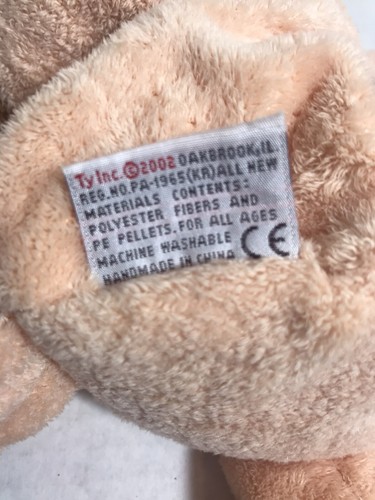 Ty Inc.©2002 OAKBROOK,IL
REG.NO.PA-1965(KR)ALL NEW
MATERIALS CONTENTS:
POLYESTER FIBERS AND
PE PELLETS.FOR ALL AGES
MACHINE WASHABLE
HANDMADE IN CHINA
CE